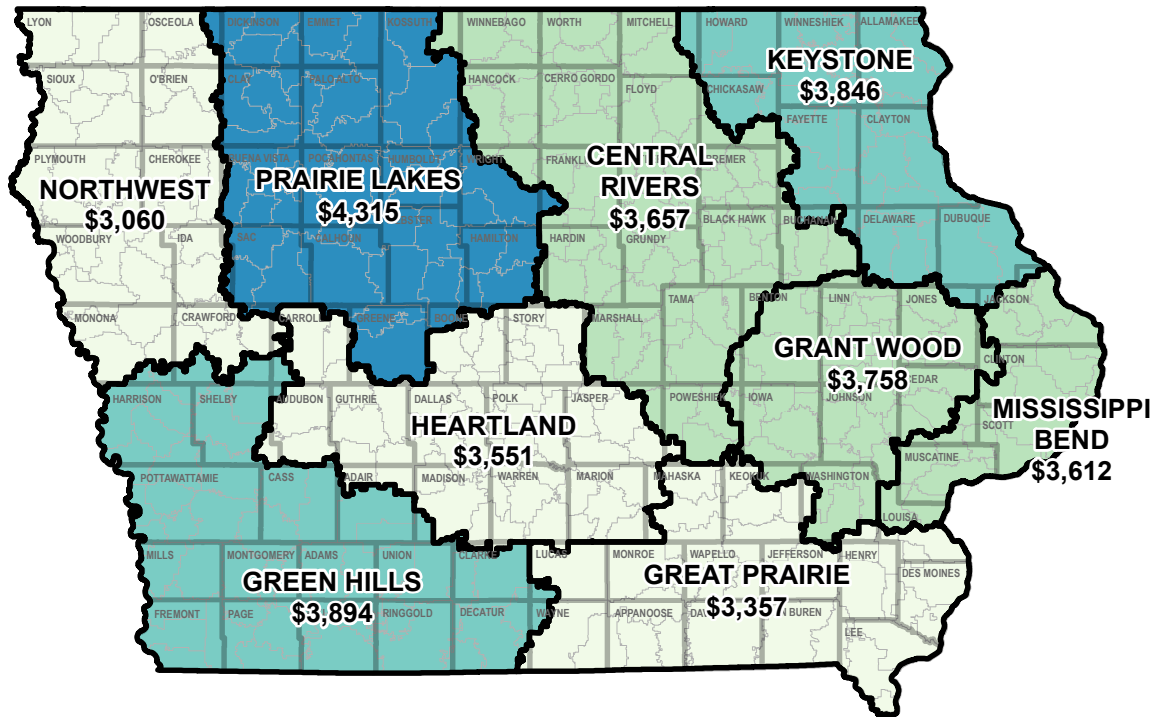 LYON OSCEOLA DICKINSON EMMET KOSSUTH WINNEBAGO WORTH MITCHELL HOWARD WINNESHIEK ALLAMAKEE
KEYSTONE
$3,846
SIOUX O'BRIEN CLAY PALO ALTO HANCOCK CERRO GORDO FLOYD CHICKASAW
FAYETTE CLAYTON
PLYMOUTH CHEROKEE BUENA VISTA POCAHONTAS HUMBOLDT WRIGHT FRANKLIN BREMER
NORTHWEST
$3,060
PRAIRIE LAKES
$4,315
CENTRAL
RIVERS
$3,657
WOODBURY IDA SAC CALHOUN HAMILTON HARDIN GRUNDY BLACK HAWK BUCHANAN DELAWARE DUBUQUE
MONONA CRAWFORD CARROLL GREENE BOONE STORY MARSHALL TAMA BENTON LINN JONES JACKSON
GRANT WOOD
$3,758
CLINTON
CEDAR
HARRISON SHELBY AUDUBON GUTHRIE DALLAS POLK JASPER POWESHIEK IOWA JOHNSON
HEARTLAND
$3,551
MISSISSIPPI
BEND
$3,612
SCOTT
MUSCATINE
POTTAWATTAMIE CASS ADAIR MADISON WARREN MARION MAHASKA KEOKUK WASHINGTON
LOUISA
MILLS MONTGOMERY ADAMS UNION CLARKE LUCAS MONROE WAPELLO JEFFERSON HENRY
DES MOINES
GREEN HILLS
$3,894
GREAT PRAIRIE
$3,357
FREMONT PAGE RINGGOLD DECATUR WAYNE APPANOOSE BUREN
LEE